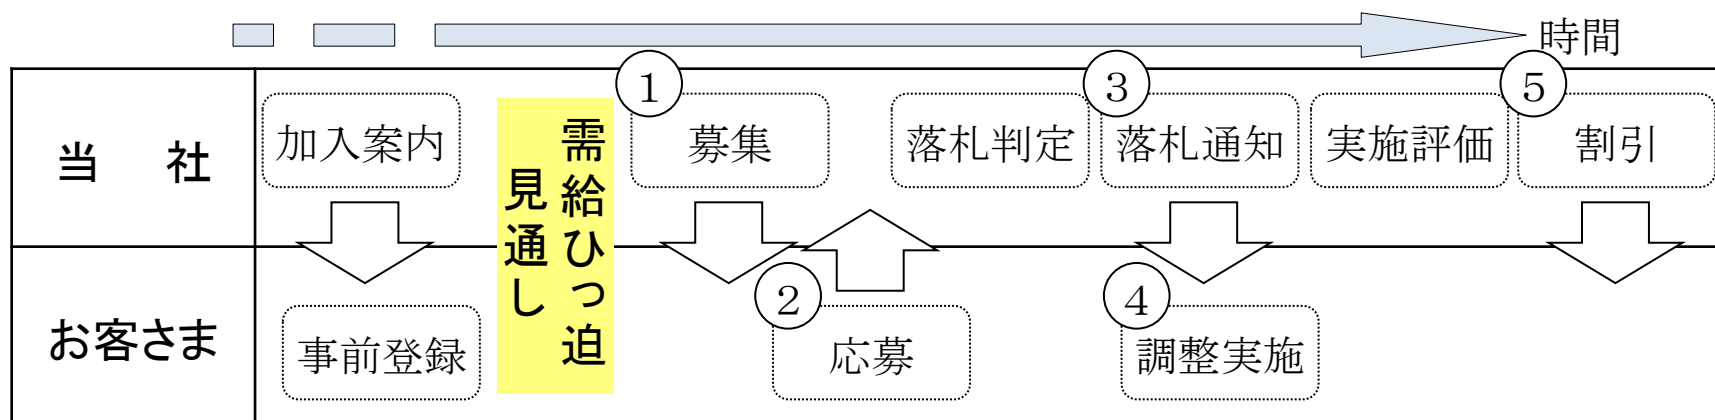 時間
当 社
加入案内
需給ひっ迫
見通し
①
募集
落札判定
③
落札通知
実施評価
⑤
割引
お客さま
事前登録
②
応募
④
調整実施